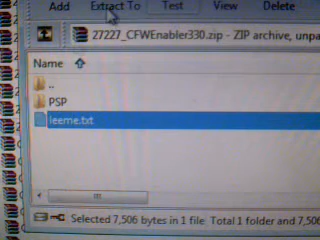 Add Extract To Test View Delete
27227_CFWEnabler330.zip - ZIP archive, unpa
Name
..
PSP
leeme.txt
Selected 7,506 bytes in 1 file Total 1 folder and 7,506